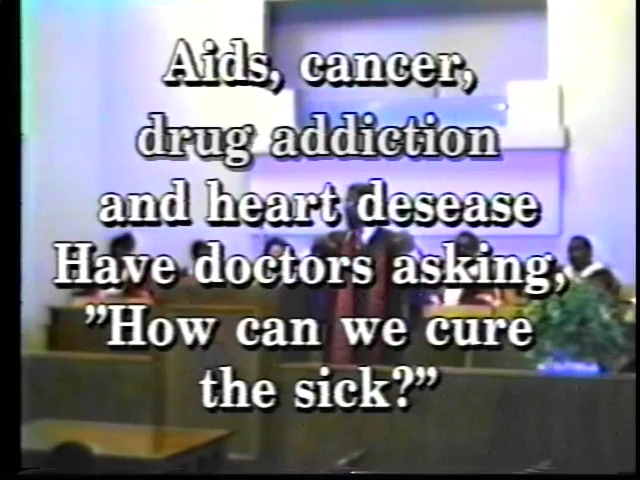 Aids, cancer,
drug addiction
and heart desease
Have doctors asking,
”How can we cure
the sick?”